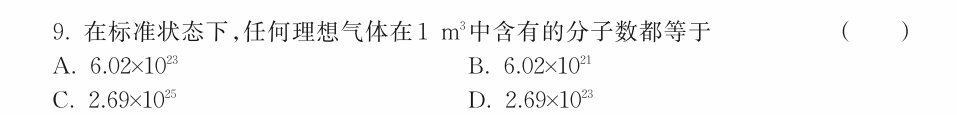 9. 在标准状态下,任何理想气体在1 m³中含有的分子数都等于 ( )
A. 6.02×10²³ B. 6.02×10²¹
C. 2.69×10²⁵ D. 2.69×10²³